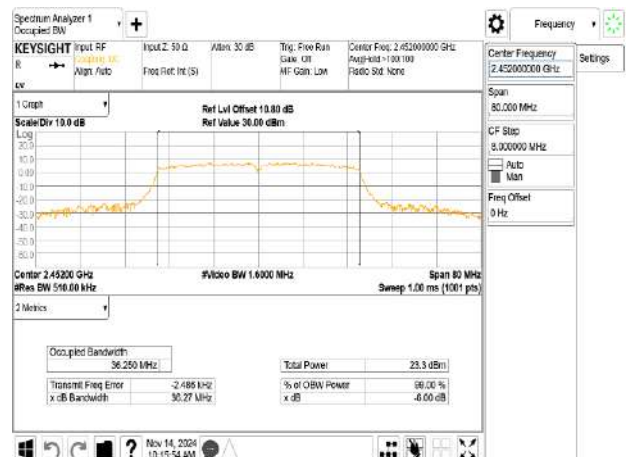 Spectrum Analyzer 1
Occupied BW
Frequency
KEYSIGHT
Input: RF
Coupling: DC
Align: Auto
Input Z: 50 Ω
Freq Ref: Int (S)
Atten: 30 dB
Trig: Free Run
Gate: Off
#IF Gain: Low
Center Freq: 2.452000000 GHz
Avg|Hold:>100/100
Radio Std: None
R
Center Frequency
2.452000000 GHz
Settings
Span
80.000 MHz
CF Step
8.000000 MHz
Auto
Man
Freq Offset
0 Hz
1 Graph
Scale/Div 10.0 dB
Ref Lvl Offset 10.80 dB
Ref Value 30.00 dBm
Log
20.0
10.0
0.00
-10.0
-20.0
-30.0
-40.0
-50.0
-60.0
Center 2.45200 GHz
#Res BW 510.00 kHz
#Video BW 1.6000 MHz
Span 80 MHz
Sweep 1.00 ms (1001 pts)
2 Metrics
Occupied Bandwidth
36.250 MHz
Total Power
23.3 dBm
Transmit Freq Error
-2.486 kHz
% of OBW Power
99.00 %
x dB Bandwidth
36.27 MHz
x dB
-6.00 dB
Nov 14, 2024
10:15:54 AM